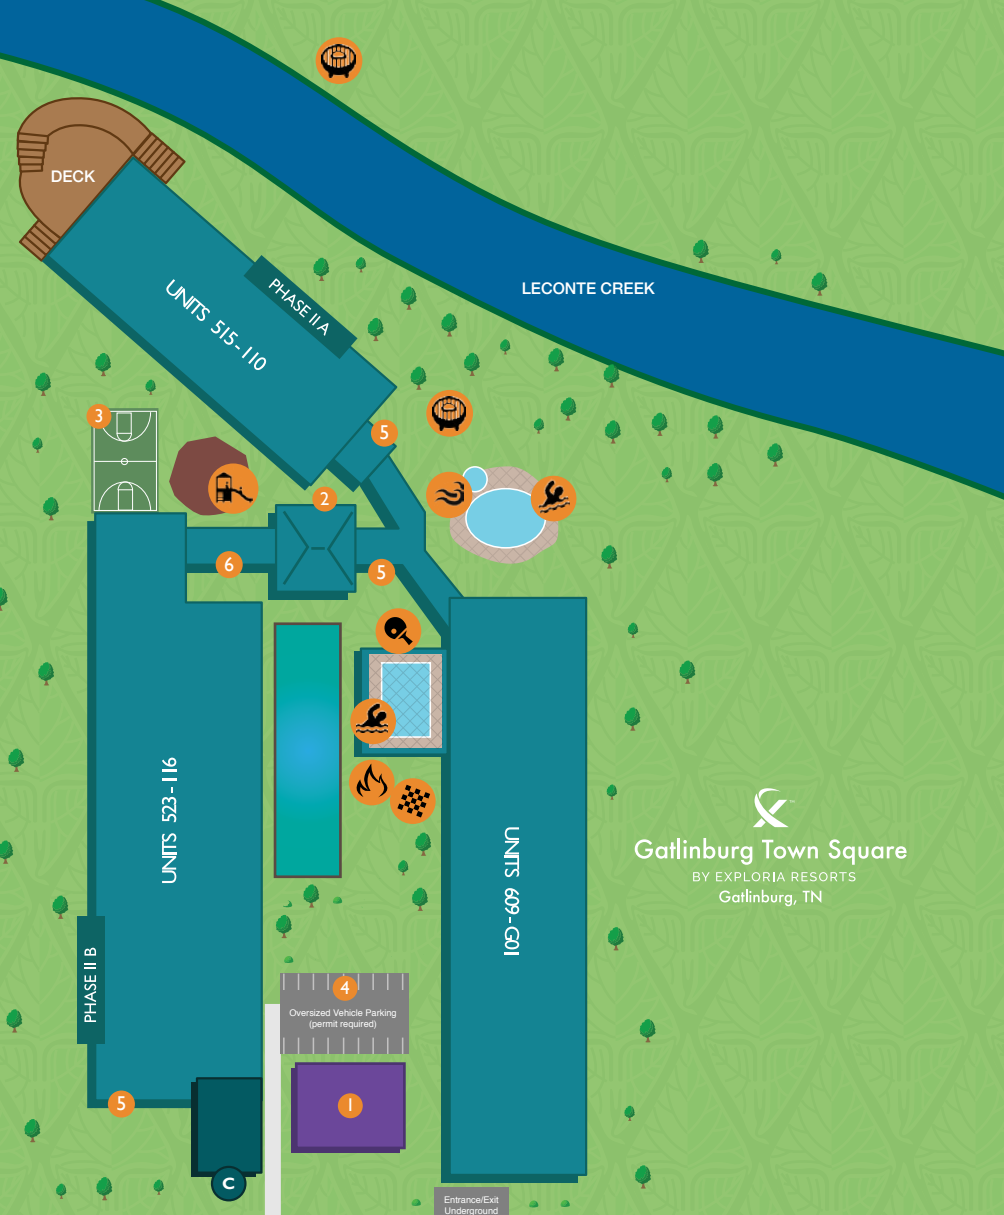 DECK
LECONTE CREEK
PHASE II A
UNITS 515-110
5
3
2
6
5
UNITS 523-116
UNITS 609-G01
Gatlinburg Town Square
BY EXPLORIA RESORTS
Gatlinburg, TN
PHASE II B
4
Oversized Vehicle Parking
(permit required)
5
1
C
Entrance/Exit
Underground